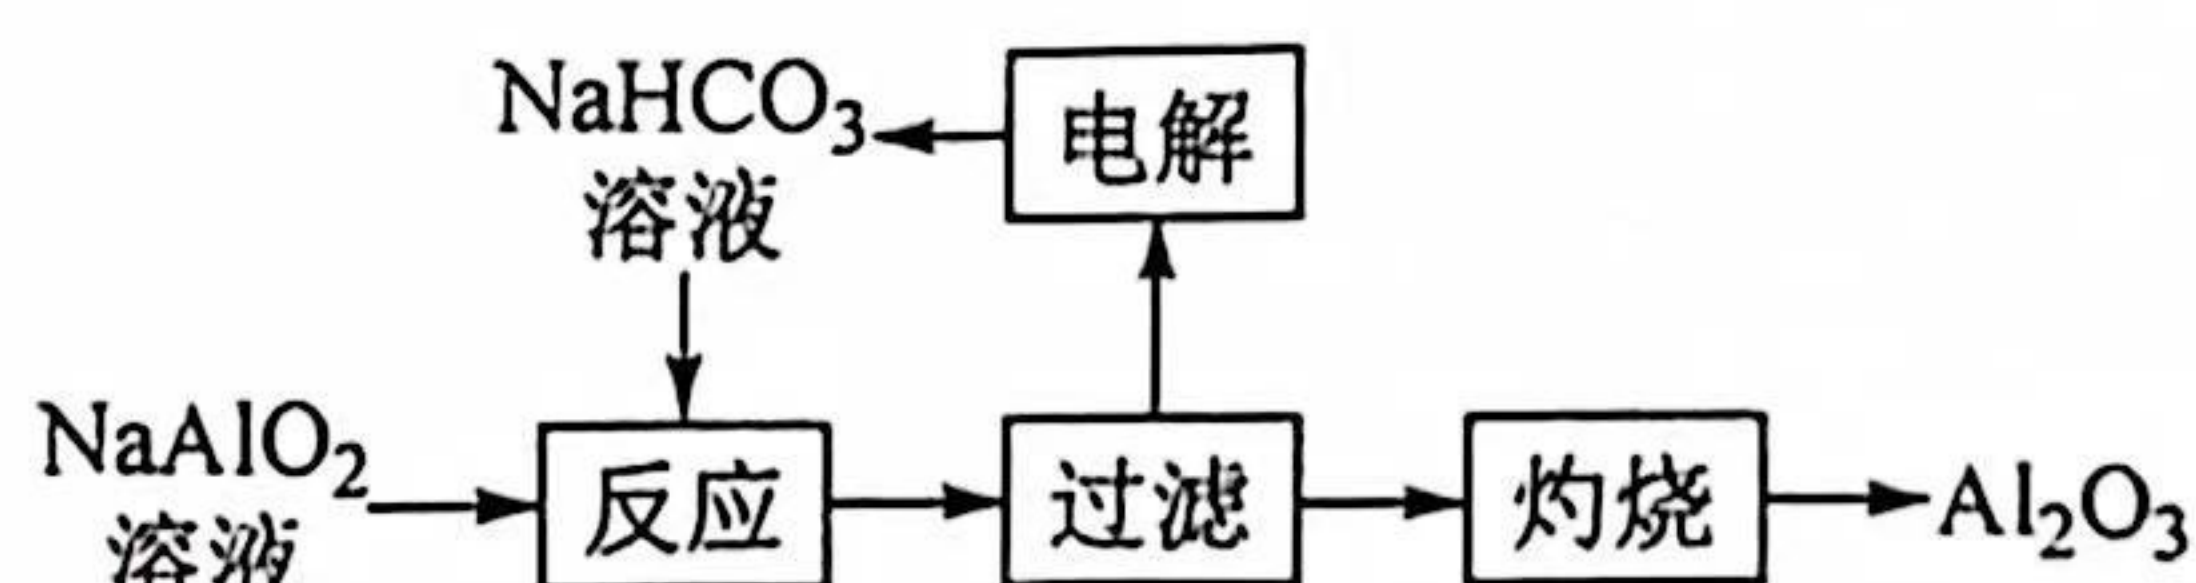 NaHCO₃
溶液
电解
NaAlO₂
溶液
反应
过滤
灼烧
Al₂O₃